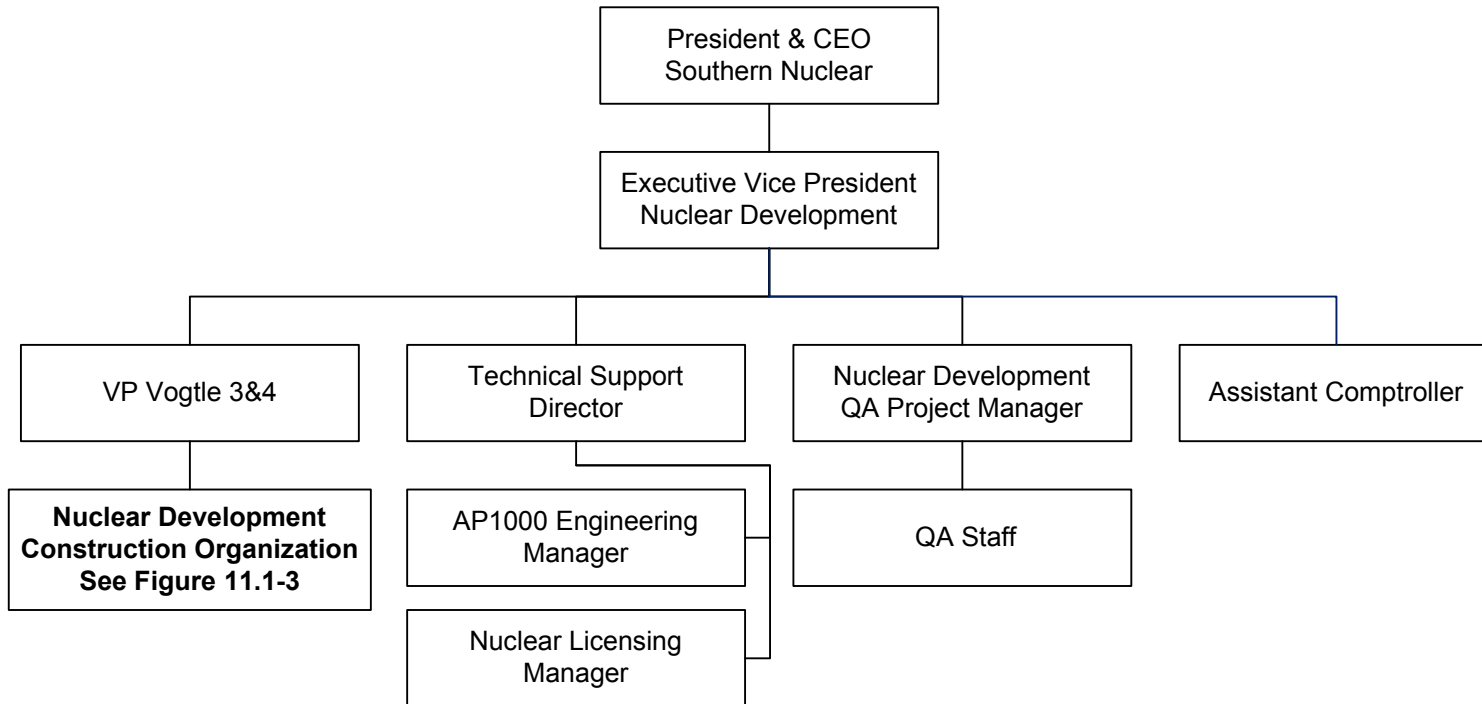 President & CEO
Southern Nuclear
Executive Vice President
Nuclear Development
VP Vogtle 3&4
Technical Support
Director
Nuclear Development
QA Project Manager
Assistant Comptroller
Nuclear Development
Construction Organization
See Figure 11.1-3
AP1000 Engineering
Manager
QA Staff
Nuclear Licensing
Manager